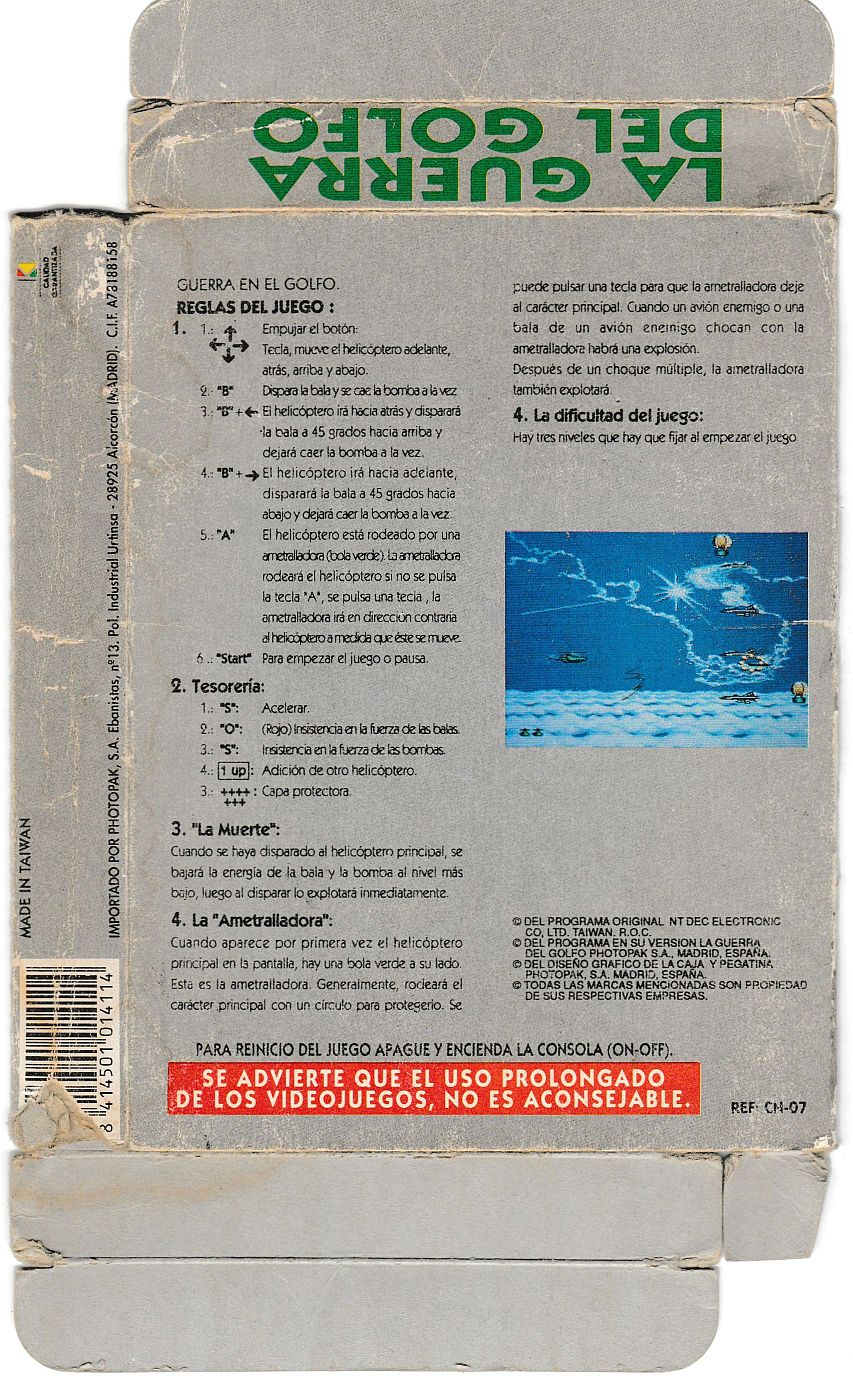 LA GUERRA
DEL GOLFO
CALIDAD
GARANTIZADA
MADE IN TAIWAN
IMPORTADO POR PHOTOPAK, S.A. Ebanistas, nº13. Pol. Industrial Urtinsa - 28925 Alcorcón (MADRID). C.I.F. A78188158
8 414501 014114
GUERRA EN EL GOLFO.
REGLAS DEL JUEGO :
1. 1.: ↑ ← → ↓ Empujar el botón:
Tecla, mueve el helicóptero adelante,
atrás, arriba y abajo.
2.: "B" Dispara la bala y se cae la bomba a la vez
3.: "B" + ← El helicóptero irá hacia atrás y disparará
la bala a 45 grados hacia arriba y
dejará caer la bomba a la vez.
4.: "B" + → El helicóptero irá hacia adelante,
disparará la bala a 45 grados hacia
abajo y dejará caer la bomba a la vez.
5.: "A" El helicóptero está rodeado por una
ametralladora (bola verde). La ametralladora
rodeará el helicóptero si no se pulsa
la tecla "A", se pulsa una tecla , la
ametralladora irá en dirección contraria
al helicóptero a medida que éste se mueve.
6 .: "Start" Para empezar el juego o pausa.
2. Tesorería:
1.: "S": Acelerar.
2.: "O": (Rojo) Insistencia en la fuerza de las balas.
3.: "S": Insistencia en la fuerza de las bombas.
4.: 1 up: Adición de otro helicóptero.
3.: ++++ : Capa protectora.
+++
3. "La Muerte":
Cuando se haya disparado al helicóptero principal, se
bajará la energía de la bala y la bomba al nivel más
bajo, luego al disparar lo explotará inmediatamente.
4. La "Ametralladora":
Cuando aparece por primera vez el helicóptero
principal en la pantalla, hay una bola verde a su lado.
Esta es la ametralladora. Generalmente, rodeará el
carácter principal con un círculo para protegerlo. Se
puede pulsar una tecla para que la ametralladora deje
al carácter principal. Cuando un avión enemigo o una
bala de un avión enemigo chocan con la
ametralladora habrá una explosión.
Después de un choque múltiple, la ametralladora
también explotará.
4. La dificultad del juego:
Hay tres niveles que hay que fijar al empezar el juego
© DEL PROGRAMA ORIGINAL NT DEC ELECTRONIC
CO, LTD. TAIWAN. R.O.C.
© DEL PROGRAMA EN SU VERSION LA GUERRA
DEL GOLFO PHOTOPAK S.A., MADRID, ESPAÑA.
© DEL DISEÑO GRAFICO DE LA CAJA Y PEGATINA
PHOTOPAK, S.A. MADRID, ESPAÑA.
© TODAS LAS MARCAS MENCIONADAS SON PROPIEDAD
DE SUS RESPECTIVAS EMPRESAS.
PARA REINICIO DEL JUEGO APAGUE Y ENCIENDA LA CONSOLA (ON-OFF).
SE ADVIERTE QUE EL USO PROLONGADO
DE LOS VIDEOJUEGOS, NO ES ACONSEJABLE.
REF: CN-07